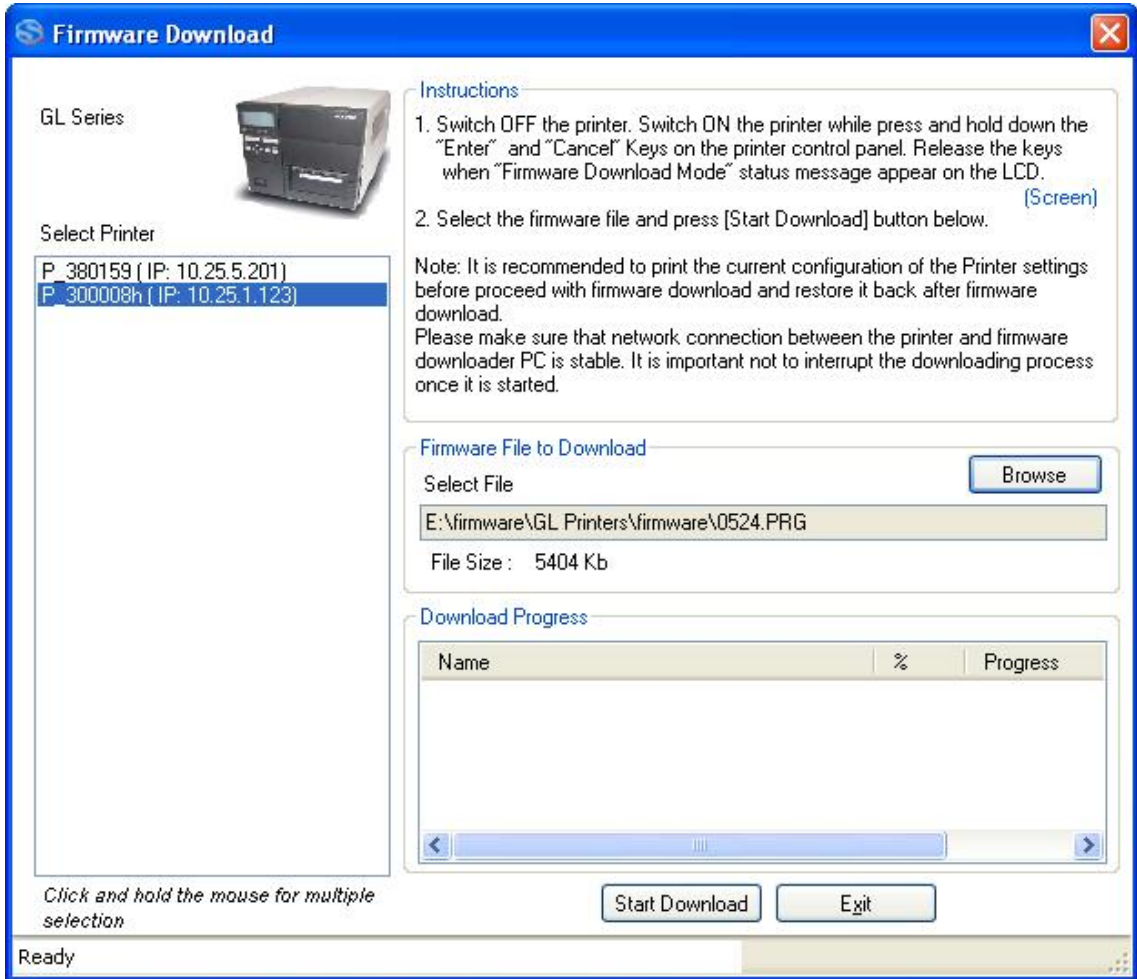 Firmware Download
GL Series
Select Printer
P_380159 ( IP: 10.25.5.201)
P_300008h ( IP: 10.25.1.123)
Click and hold the mouse for multiple
selection
Instructions
1. Switch OFF the printer. Switch ON the printer while press and hold down the
"Enter" and "Cancel" Keys on the printer control panel. Release the keys
when "Firmware Download Mode" status message appear on the LCD.
(Screen)
2. Select the firmware file and press [Start Download] button below.
Note: It is recommended to print the current configuration of the Printer settings
before proceed with firmware download and restore it back after firmware
download.
Please make sure that network connection between the printer and firmware
downloader PC is stable. It is important not to interrupt the downloading process
once it is started.
Firmware File to Download
Select File
Browse
E:\firmware\GL Printers\firmware\0524.PRG
File Size : 5404 Kb
Download Progress
Name % Progress
Start Download Exit
Ready